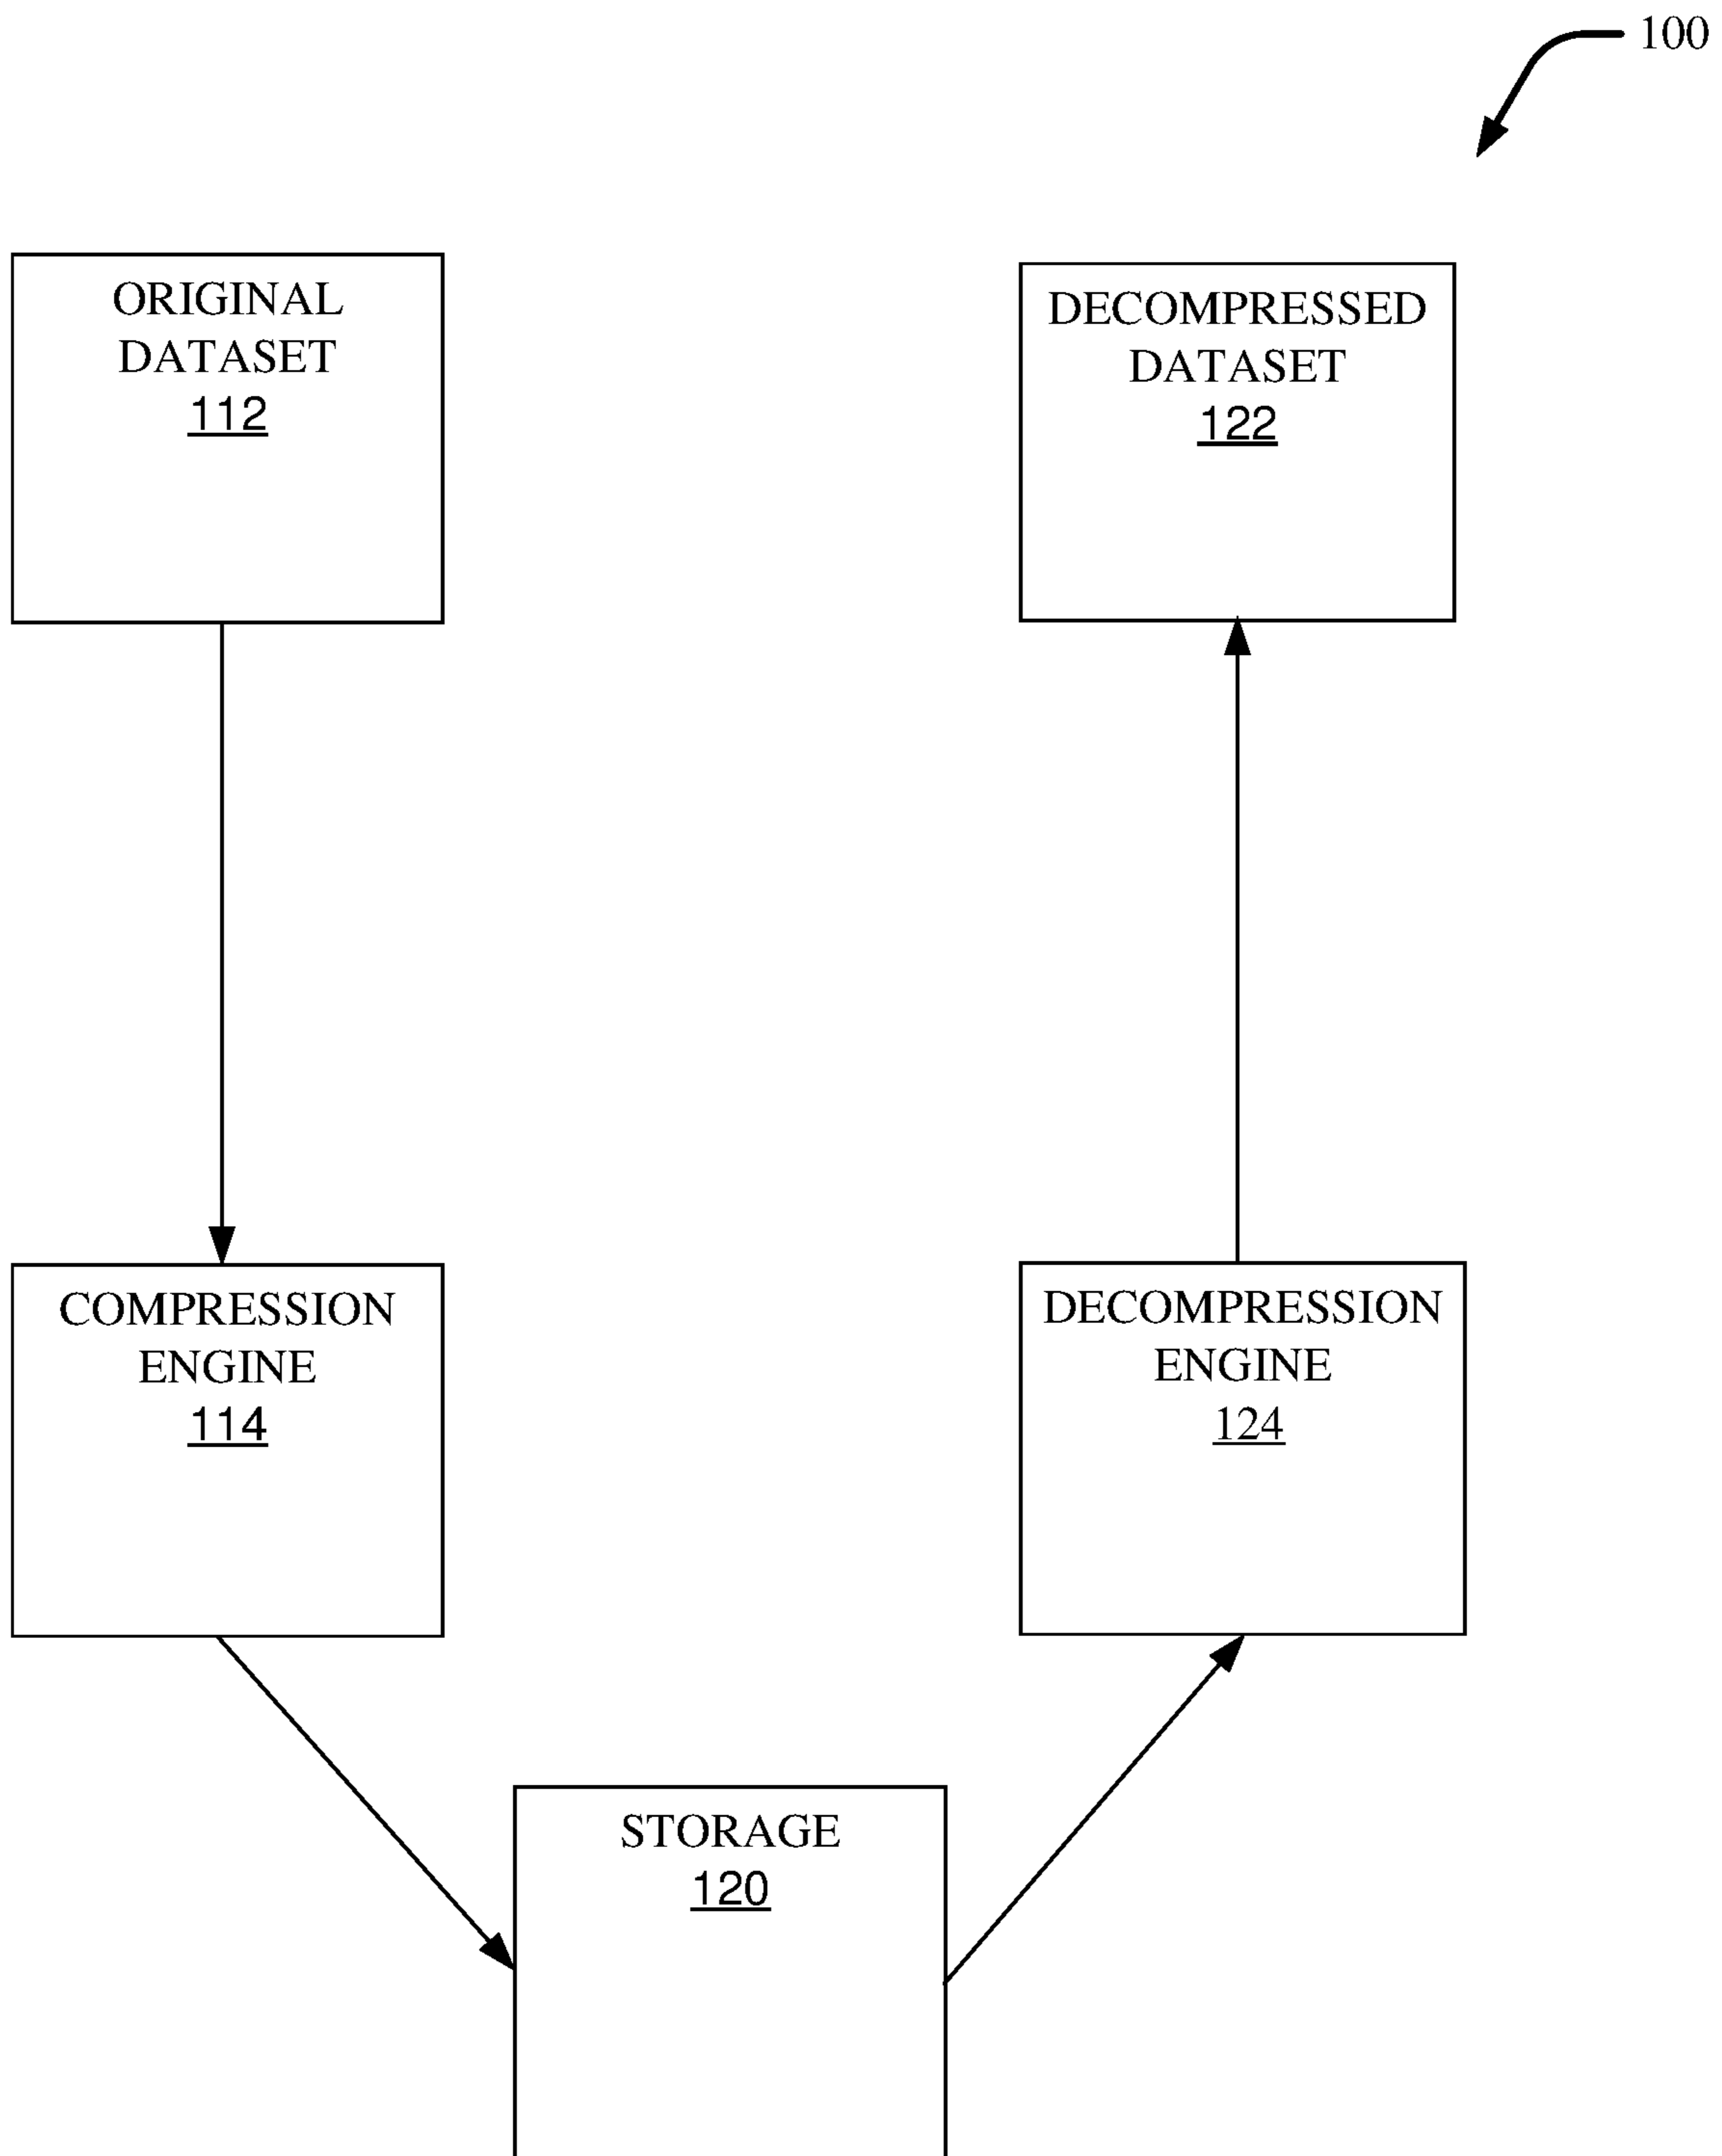 100
ORIGINAL
DATASET
112
DECOMPRESSED
DATASET
122
COMPRESSION
ENGINE
114
DECOMPRESSION
ENGINE
124
STORAGE
120